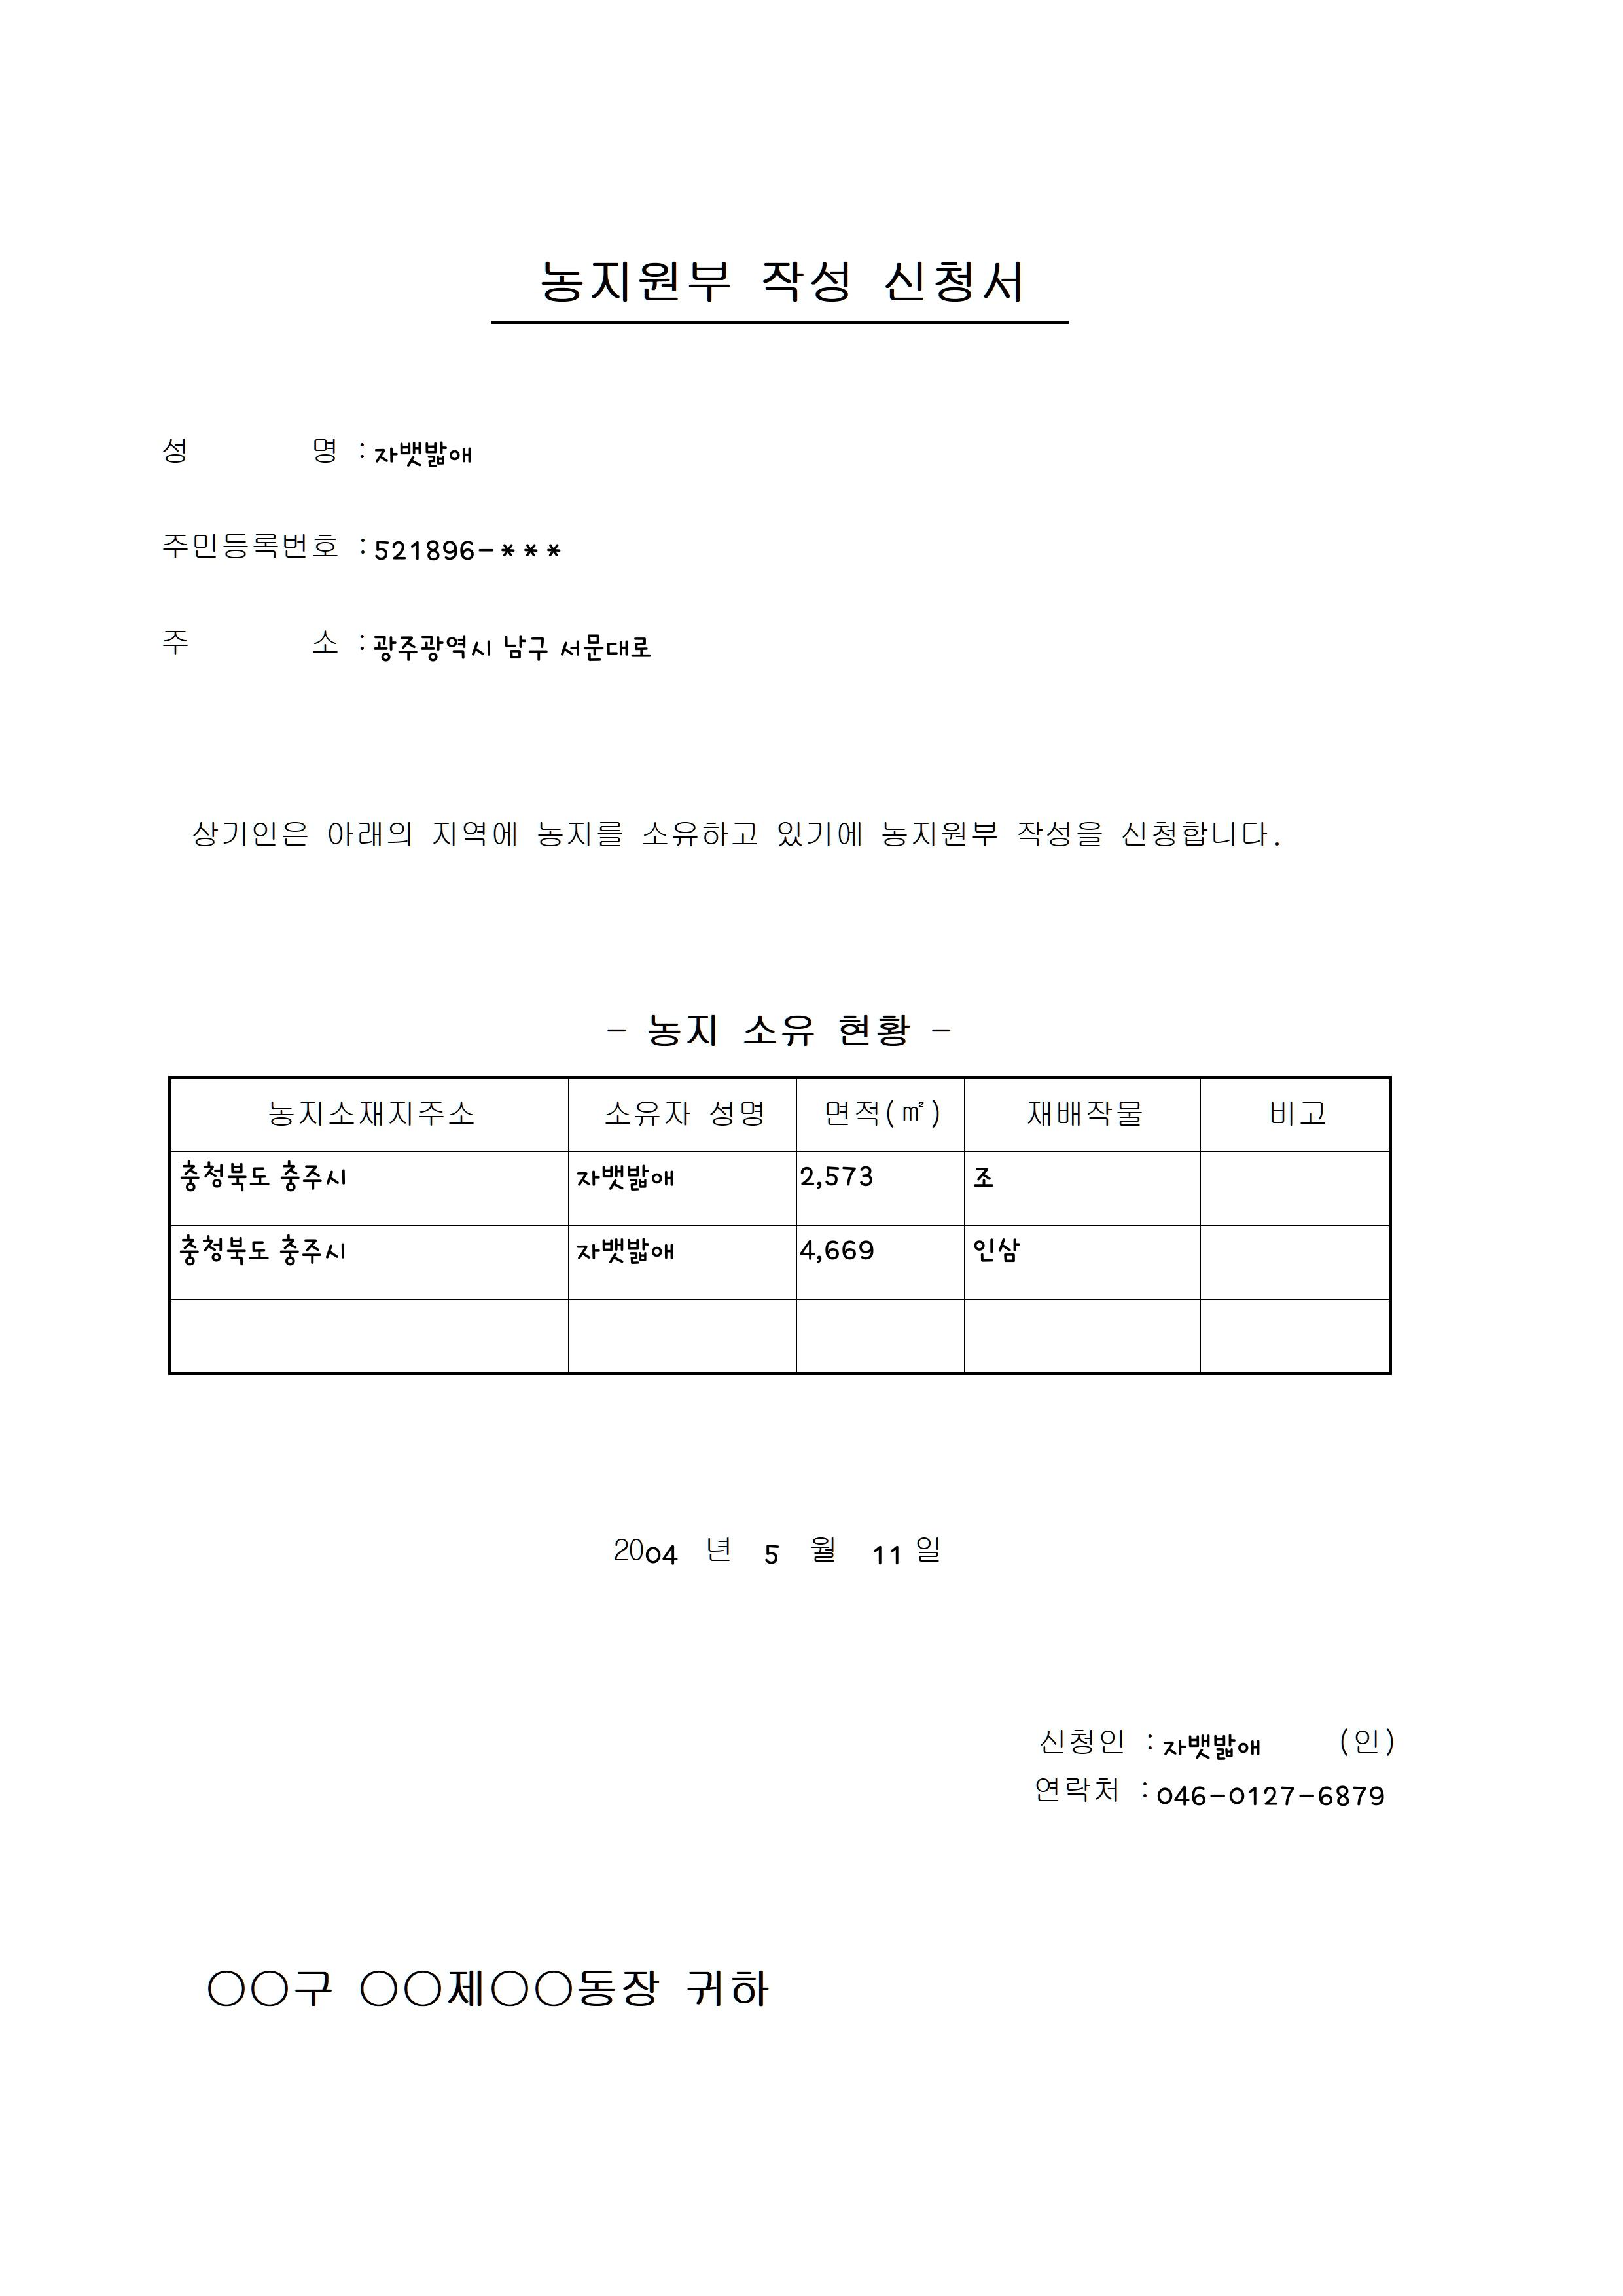 농지원부 작성 신청서
성 명 : 자뱃밟애
주민등록번호 : 521896-***
주 소 : 광주광역시 남구 서문대로
상기인은 아래의 지역에 농지를 소유하고 있기에 농지원부 작성을 신청합니다.
- 농지 소유 현황 -
농지소재지주소 소유자 성명 면적(㎡) 재배작물 비고
충청북도 충주시 자뱃밟애 2,573 조
충청북도 충주시 자뱃밟애 4,669 인삼
2004 년 5 월 11 일
신청인 : 자뱃밟애 (인)
연락처 : 046-0127-6879
○○구 ○○제○○동장 귀하